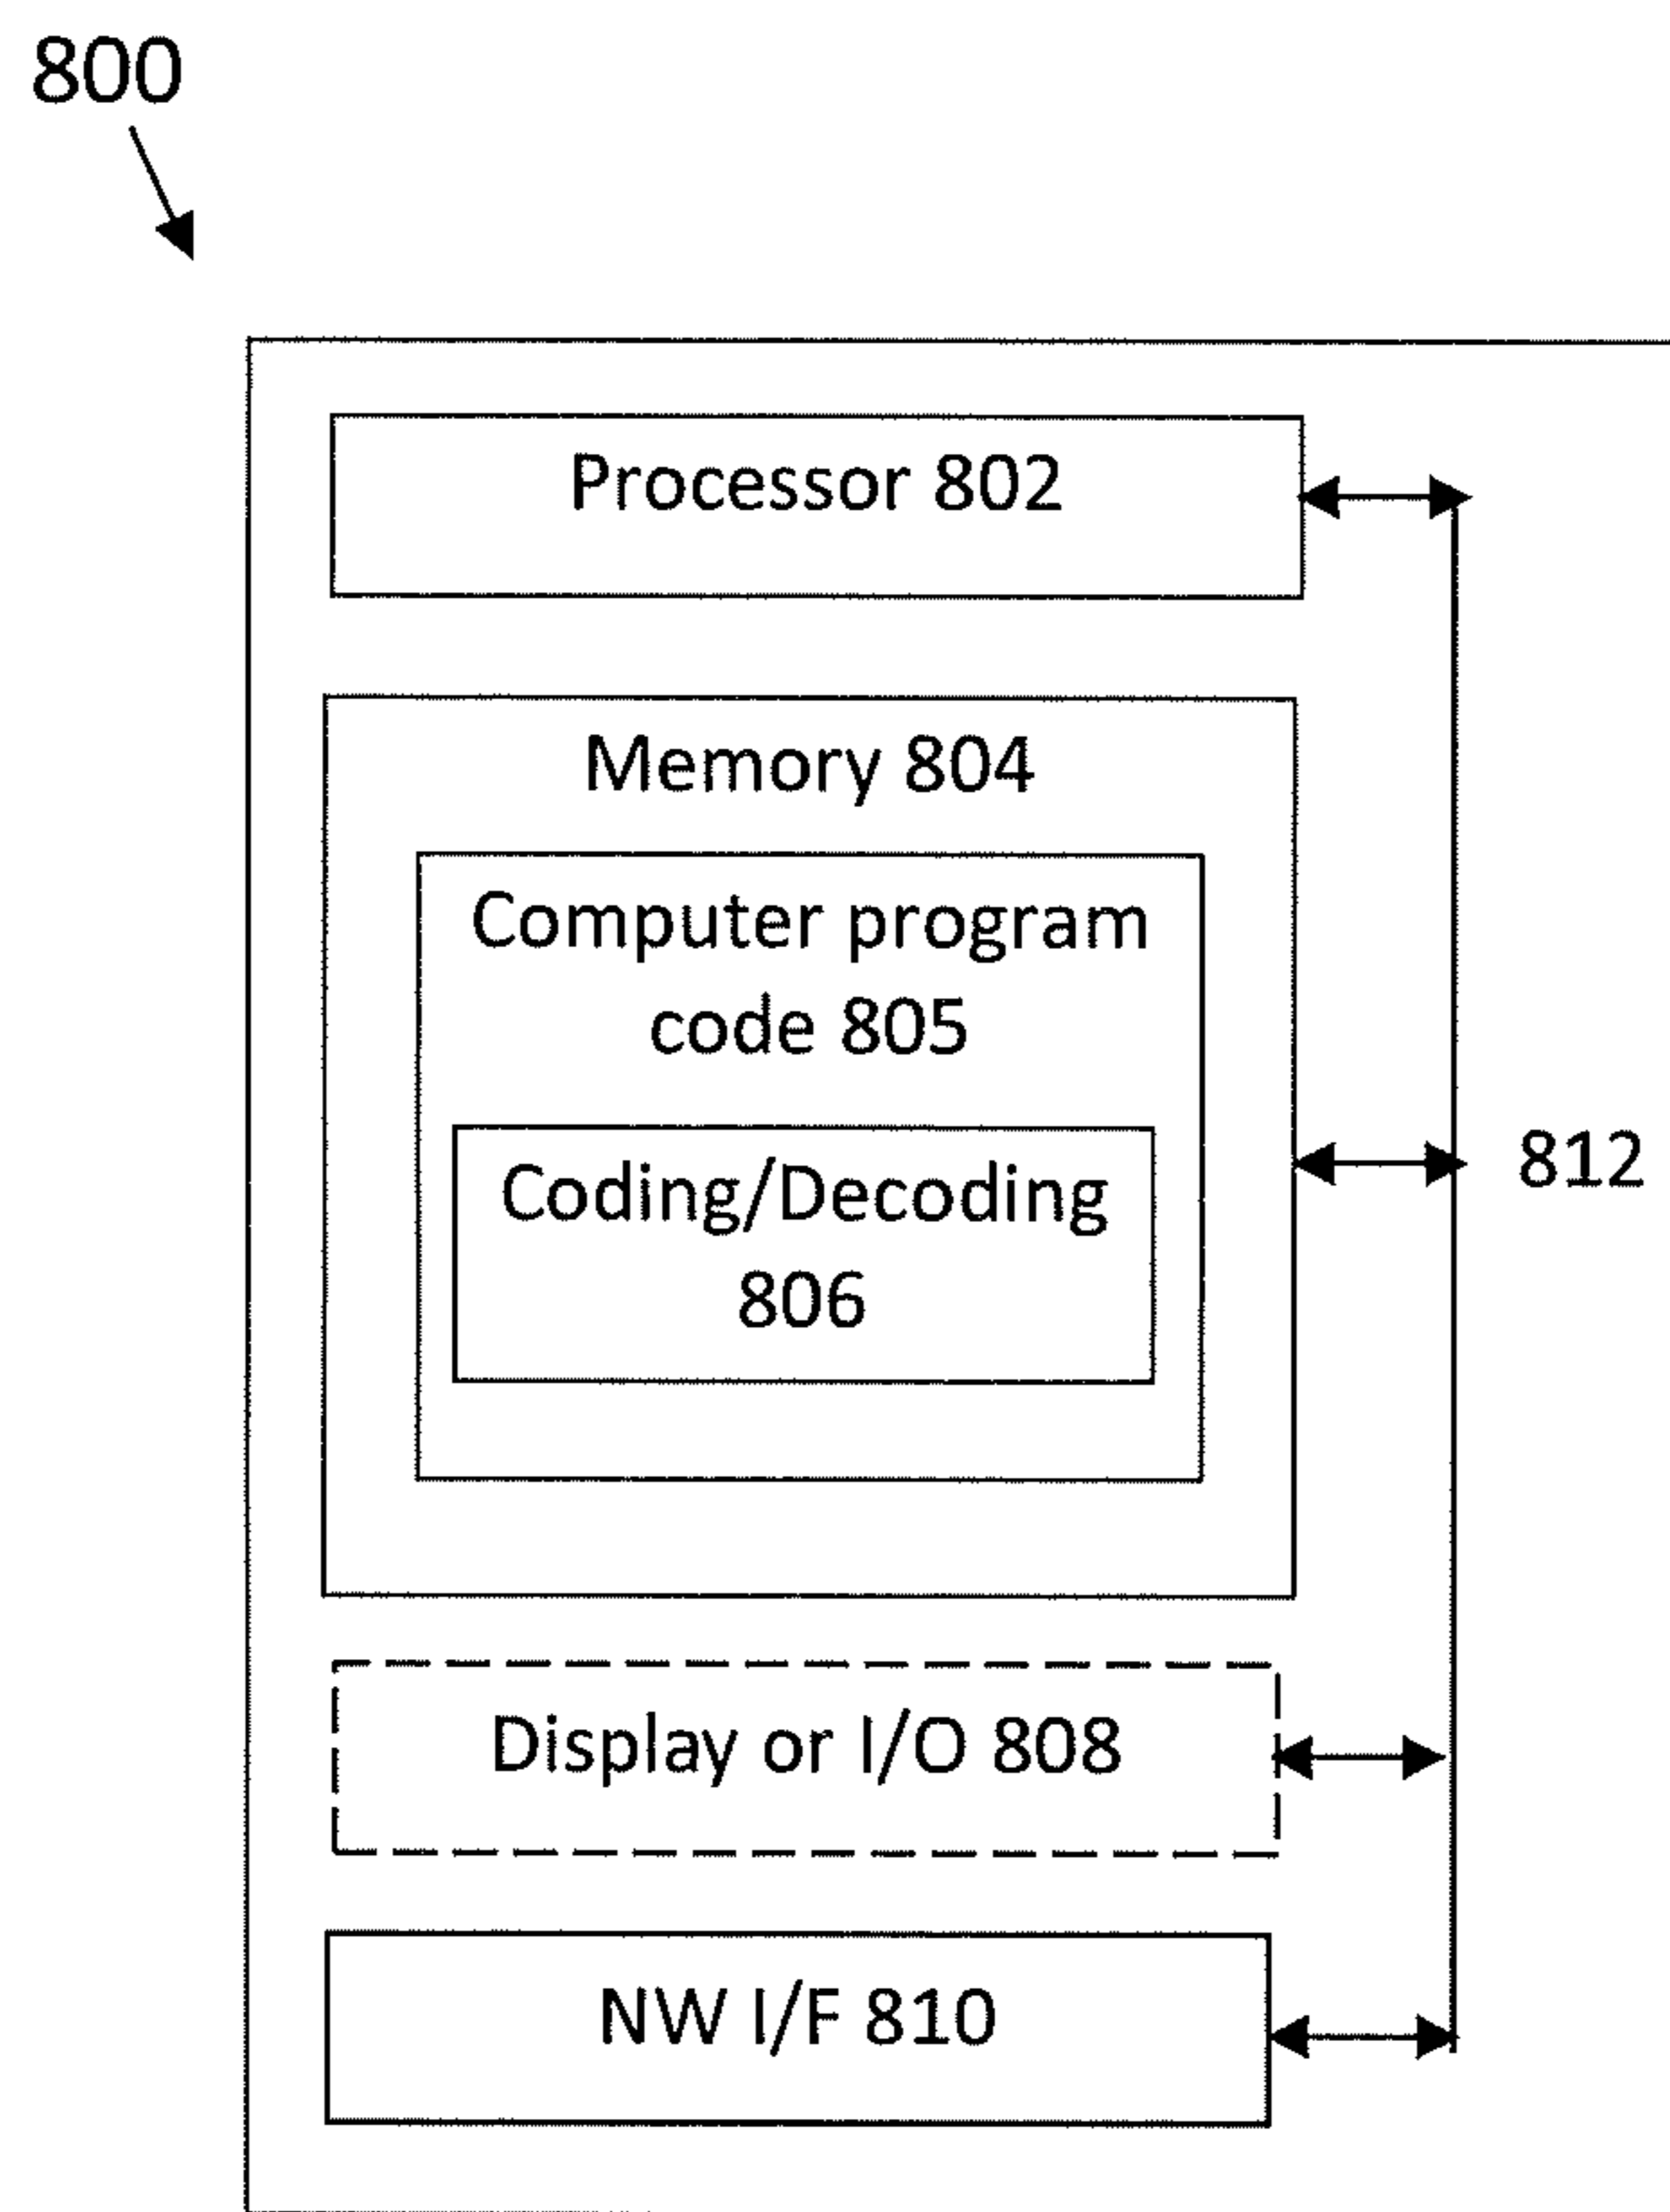 800
Processor 802
Memory 804
Computer program
code 805
Coding/Decoding
806
812
Display or I/O 808
NW I/F 810